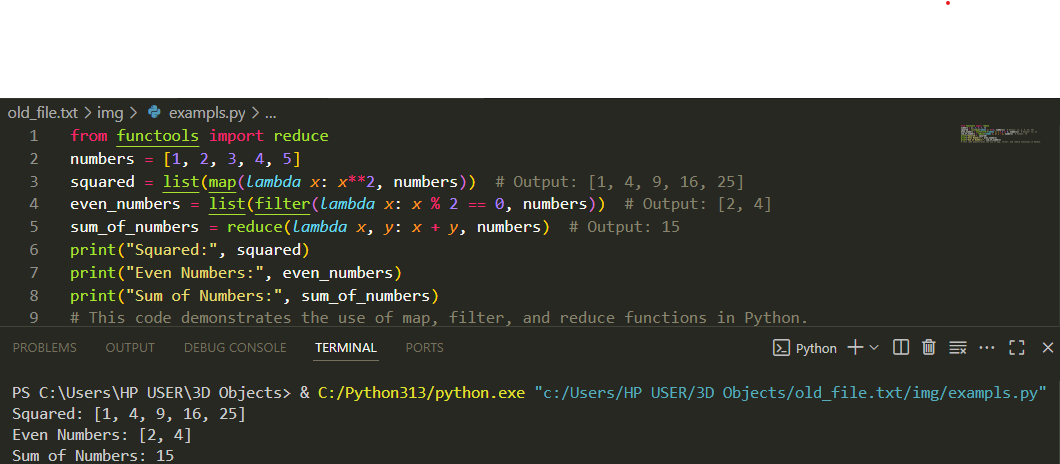 old_file.txt > img > exampls.py > ...
1 from functools import reduce
2 numbers = [1, 2, 3, 4, 5]
3 squared = list(map(lambda x: x**2, numbers))  # Output: [1, 4, 9, 16, 25]
4 even_numbers = list(filter(lambda x: x % 2 == 0, numbers))  # Output: [2, 4]
5 sum_of_numbers = reduce(lambda x, y: x + y, numbers)  # Output: 15
6 print("Squared:", squared)
7 print("Even Numbers:", even_numbers)
8 print("Sum of Numbers:", sum_of_numbers)
9 # This code demonstrates the use of map, filter, and reduce functions in Python.
PROBLEMS OUTPUT DEBUG CONSOLE TERMINAL PORTS Python
PS C:\Users\HP USER\3D Objects> & C:/Python313/python.exe "c:/Users/HP USER/3D Objects/old_file.txt/img/exampls.py"
Squared: [1, 4, 9, 16, 25]
Even Numbers: [2, 4]
Sum of Numbers: 15